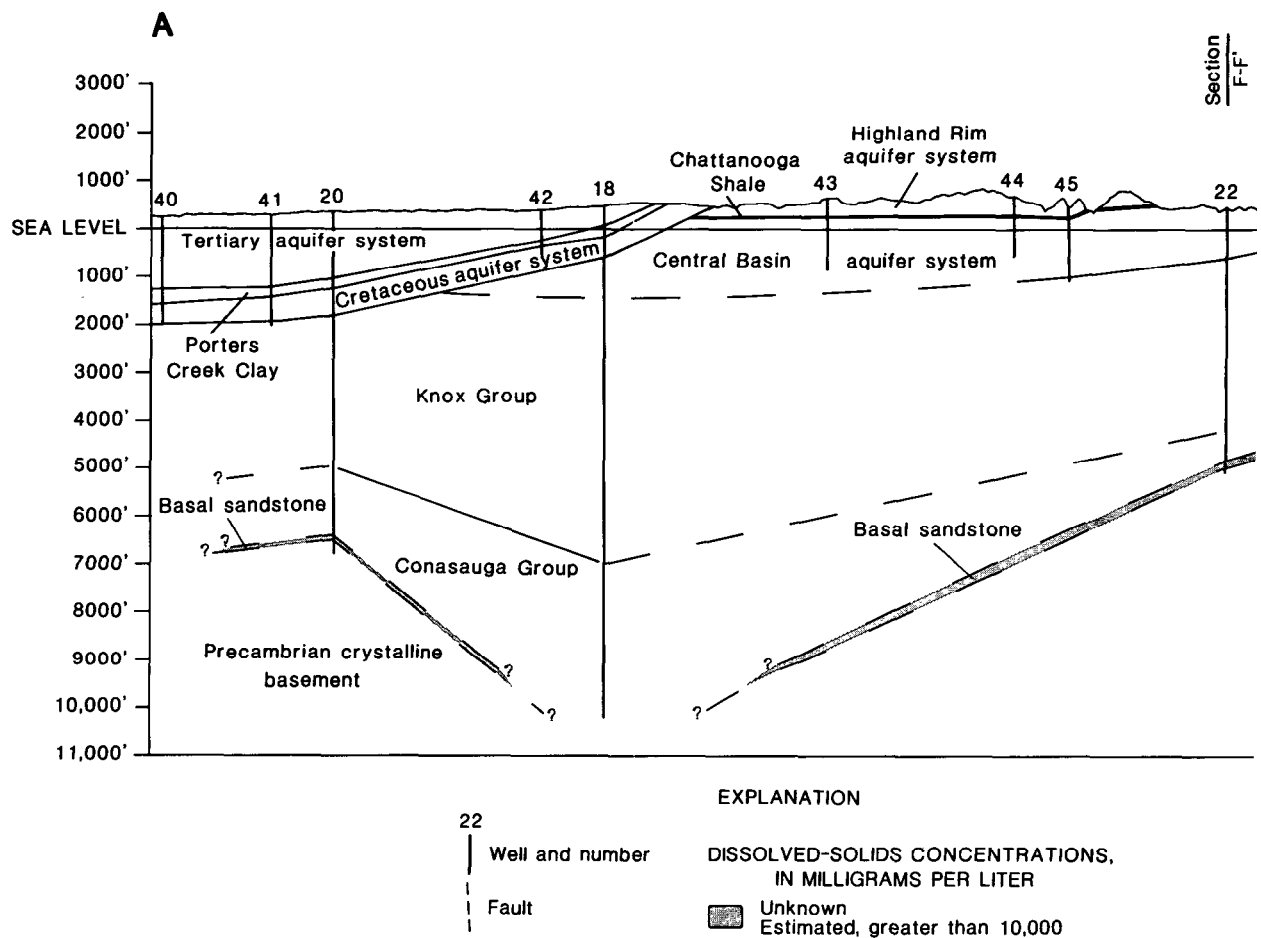 A
Section
F-F'
3000'
2000'
1000'
SEA LEVEL
1000'
2000'
3000'
4000'
5000'
6000'
7000'
8000'
9000'
10,000'
11,000'
40
41
20
42
18
43
44
45
22
Highland Rim
aquifer system
Chattanooga
Shale
Tertiary aquifer system
Cretaceous aquifer system
Central Basin aquifer system
Porters
Creek Clay
Knox Group
?
Basal sandstone
?
?
Conasauga Group
Basal sandstone
Precambrian crystalline
basement
?
?
?
?
EXPLANATION
22
Well and number
Fault
DISSOLVED-SOLIDS CONCENTRATIONS,
IN MILLIGRAMS PER LITER
Unknown
Estimated, greater than 10,000